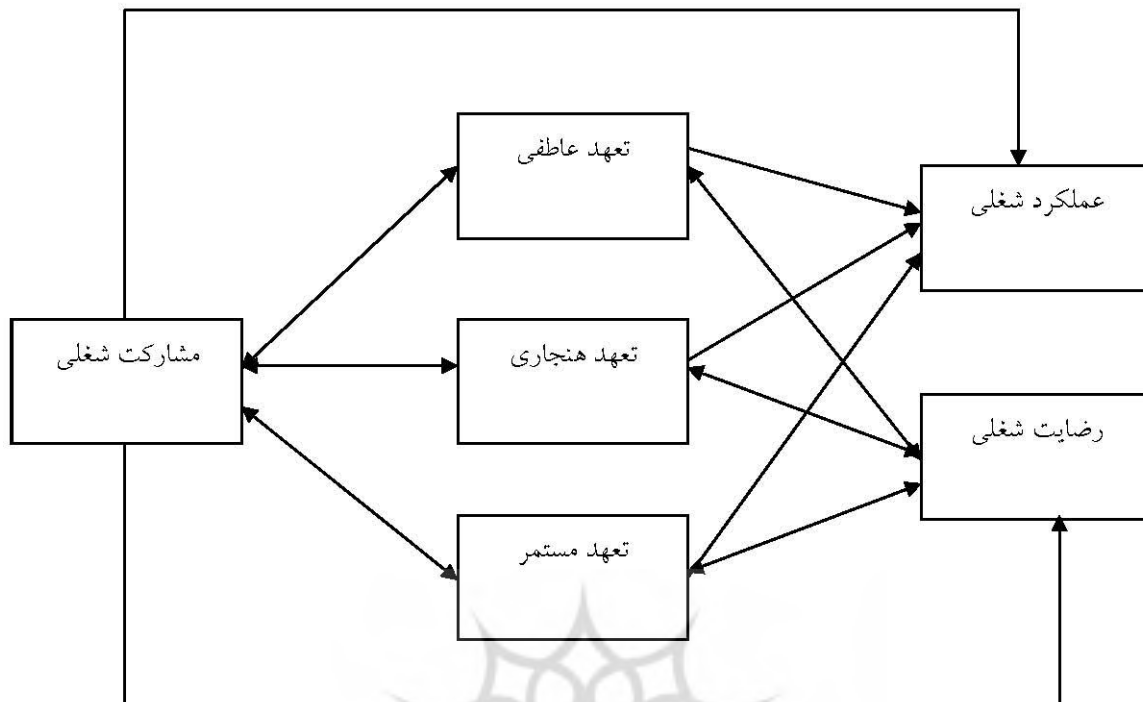 تعهد عاطفی
عملکرد شغلی
مشارکت شغلی
تعهد هنجاری
رضایت شغلی
تعهد مستمر